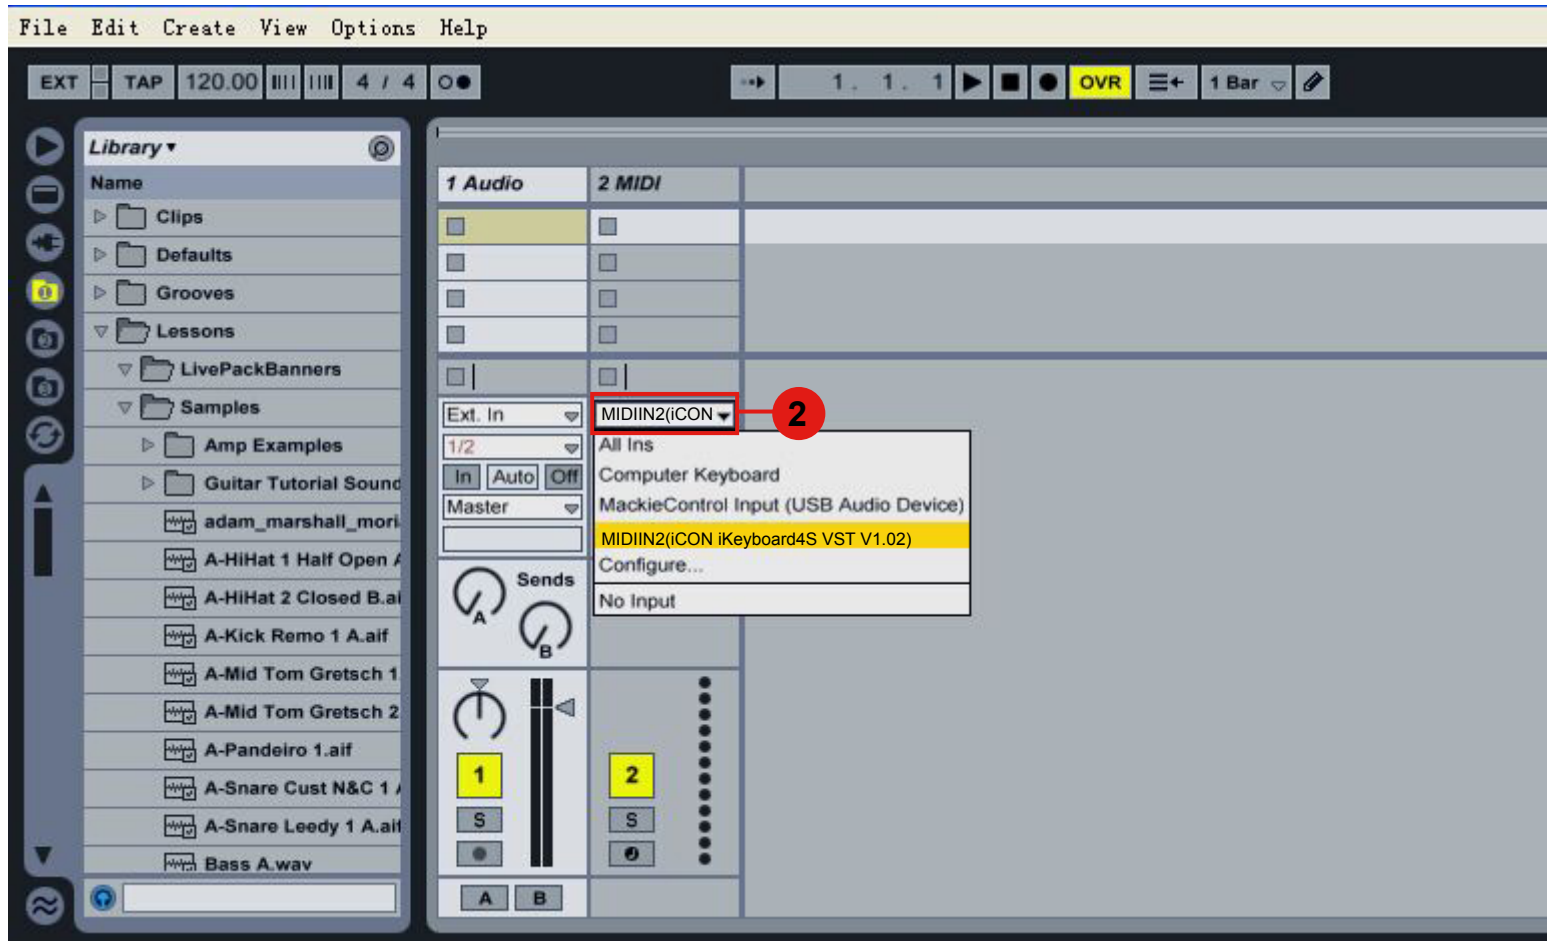 File Edit Create View Options Help
EXT TAP 120.00 4 / 4 1. 1. 1 OVR 1 Bar
Library
Name
Clips
Defaults
Grooves
Lessons
LivePackBanners
Samples
Amp Examples
Guitar Tutorial Sound
adam_marshall_mori
A-HiHat 1 Half Open A
A-HiHat 2 Closed B.ai
A-Kick Remo 1 A.aif
A-Mid Tom Gretsch 1
A-Mid Tom Gretsch 2
A-Pandeiro 1.aif
A-Snare Cust N&C 1 A
A-Snare Leedy 1 A.aif
Bass A.wav
1 Audio
2 MIDI
Ext. In
1/2
In Auto Off
Master
Sends
A
B
1
S
A B
MIDIIN2(iCON
2
All Ins
Computer Keyboard
MackieControl Input (USB Audio Device)
MIDIIN2(iCON iKeyboard4S VST V1.02)
Configure...
No Input
2
S